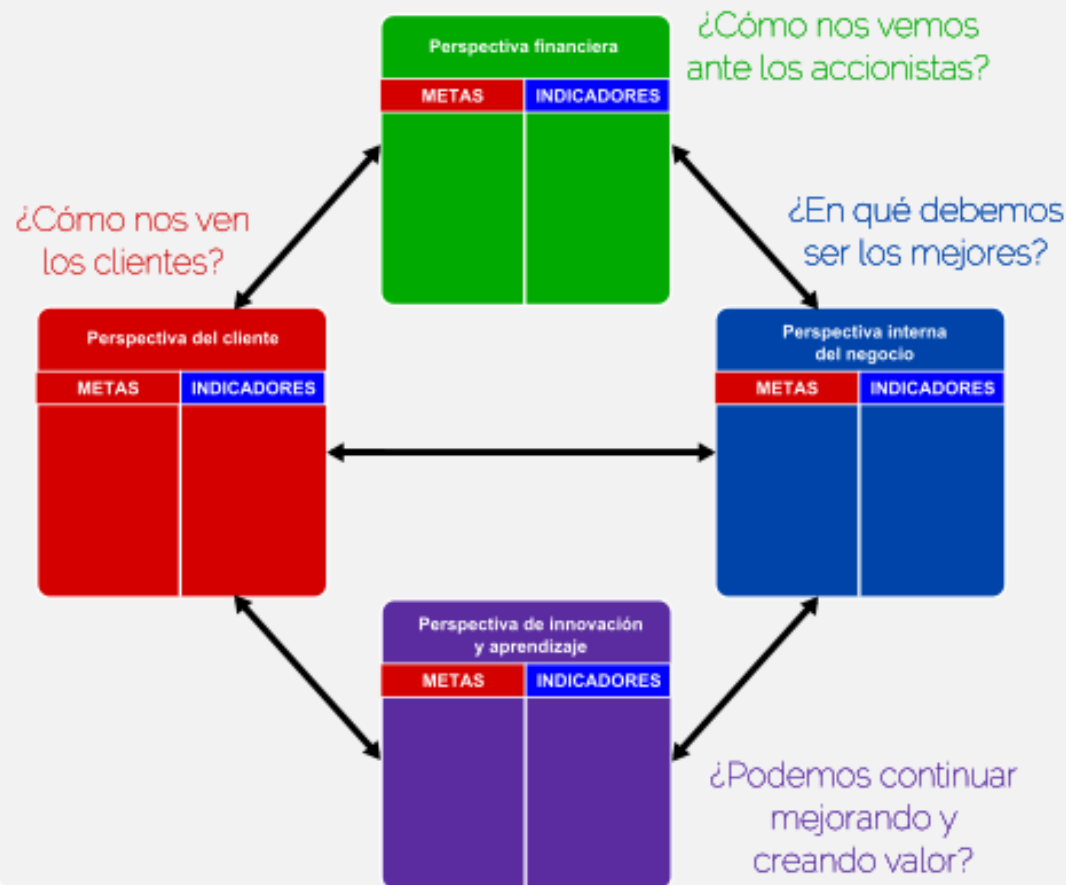 Perspectiva financiera
METAS
INDICADORES
¿Cómo nos vemos
ante los accionistas?
¿Cómo nos ven
los clientes?
¿En qué debemos
ser los mejores?
Perspectiva del cliente
METAS
INDICADORES
Perspectiva interna
del negocio
METAS
INDICADORES
Perspectiva de innovación
y aprendizaje
METAS
INDICADORES
¿Podemos continuar
mejorando y
creando valor?